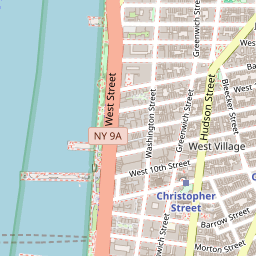 Greenwich Street
West Street
Hudson Street
Bleecker Street
Washington Street
Greenwich Street
NY 9A
West Village
West 10th Street
Christopher
Street
Barrow Street
Morton Street